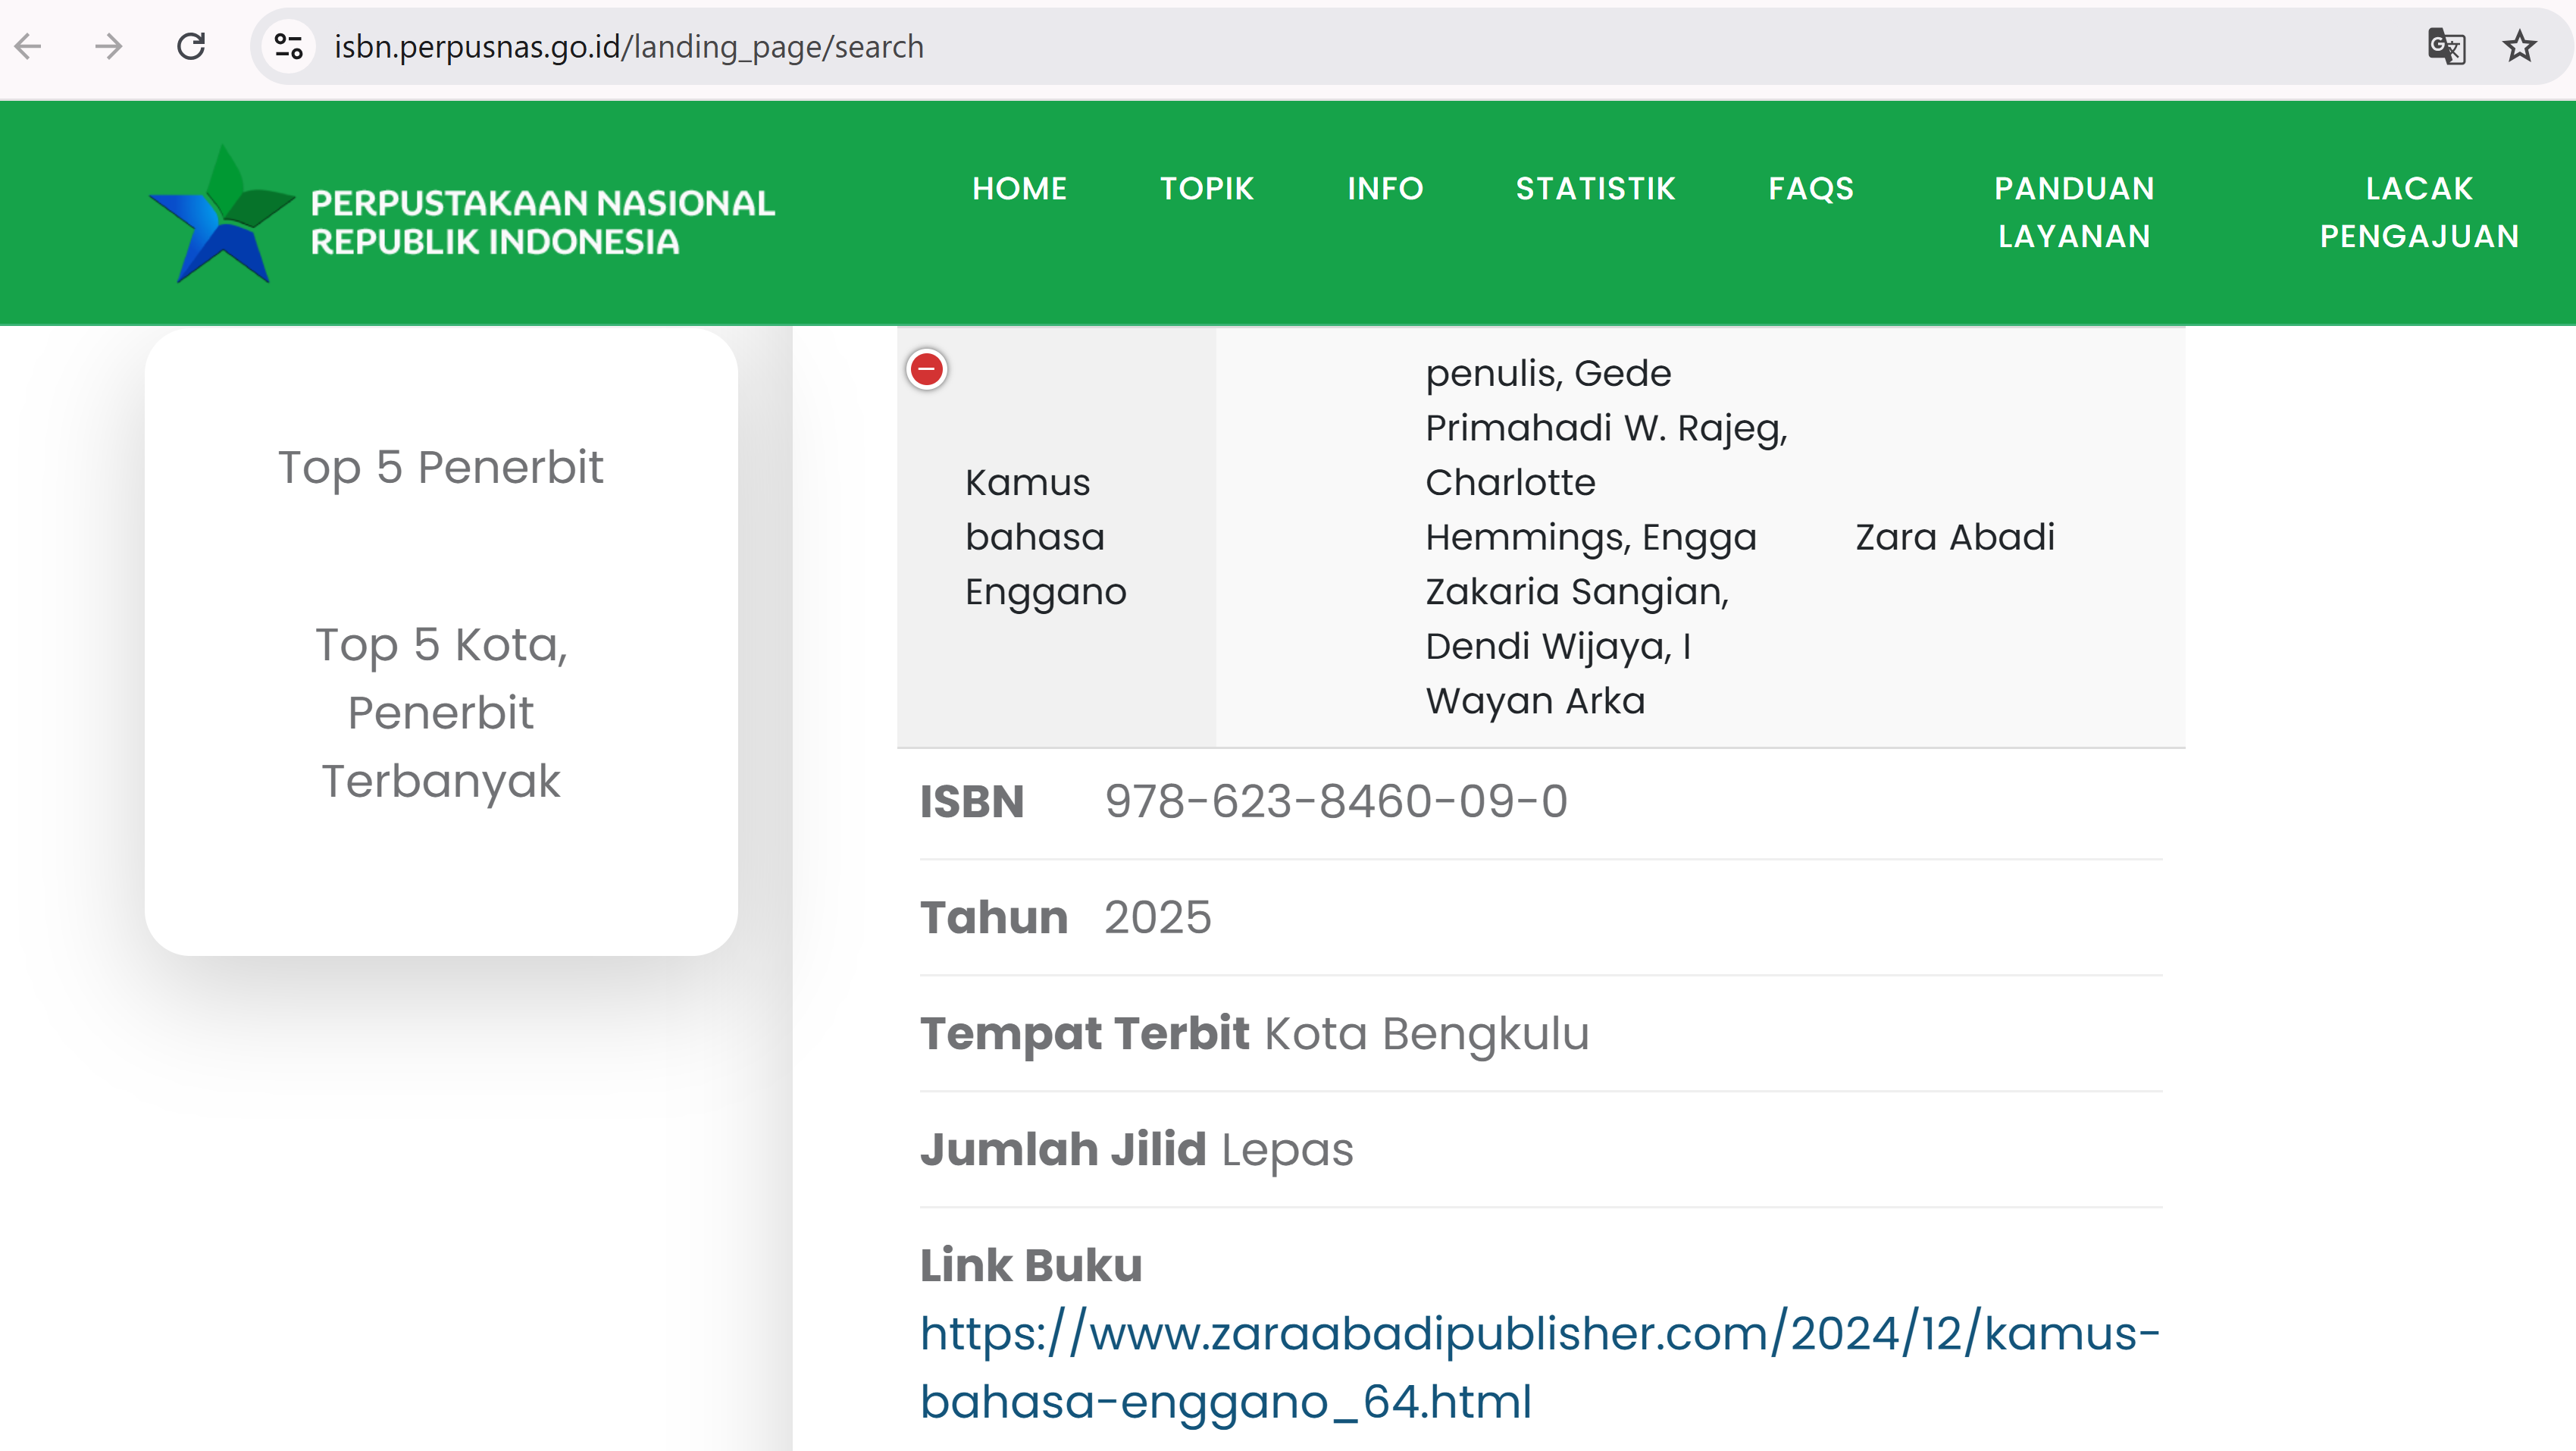 isbn.perpusnas.go.id/landing_page/search
PERPUSTAKAAN NASIONAL
REPUBLIK INDONESIA
HOME
TOPIK
INFO
STATISTIK
FAQS
PANDUAN
LAYANAN
LACAK
PENGAJUAN
Top 5 Penerbit
Top 5 Kota,
Penerbit
Terbanyak
Kamus
bahasa
Enggano
penulis, Gede
Primahadi W. Rajeg,
Charlotte
Hemmings, Engga
Zakaria Sangian,
Dendi Wijaya, I
Wayan Arka
Zara Abadi
ISBN 978-623-8460-09-0
Tahun 2025
Tempat Terbit Kota Bengkulu
Jumlah Jilid Lepas
Link Buku
https://www.zaraabadipublisher.com/2024/12/kamus-
bahasa-enggano_64.html